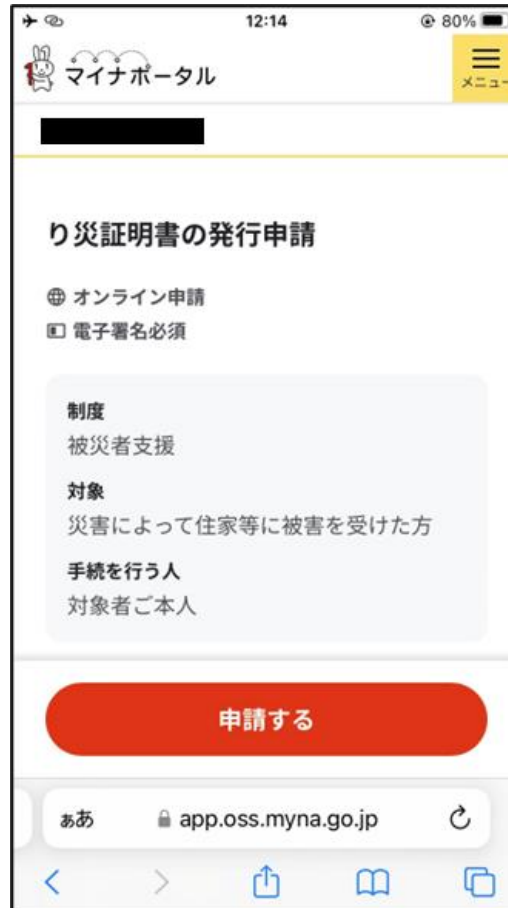 12:14
80%
マイナポータル
メニュー
り災証明書の発行申請
オンライン申請
電子署名必須
制度
被災者支援
対象
災害によって住家等に被害を受けた方
手続を行う人
対象者ご本人
申請する
ぁあ
app.oss.myna.go.jp